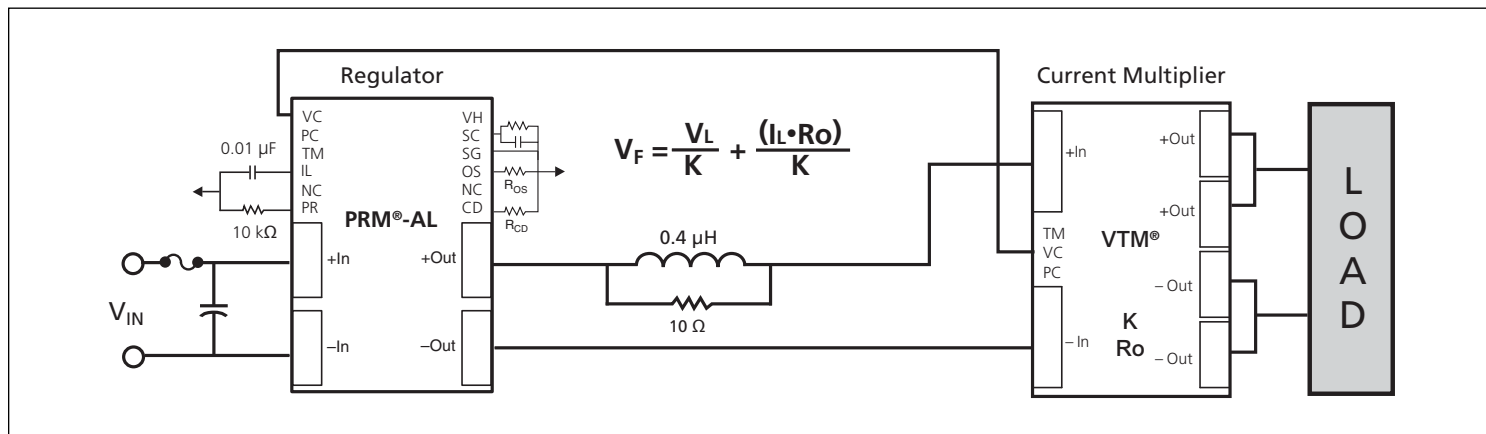 Regulator
Current Multiplier
VC
PC
TM
IL
NC
PR
VH
SC
SG
OS
NC
CD
0.01 µF
10 kΩ
R_OS
R_CD
PRM®-AL
+In
–In
+Out
–Out
V_IN
V_F = V_L/K + (I_L•Ro)/K
0.4 µH
10 Ω
+In
TM
VC
PC
- In
VTM®
K
Ro
+Out
+Out
– Out
– Out
LOAD